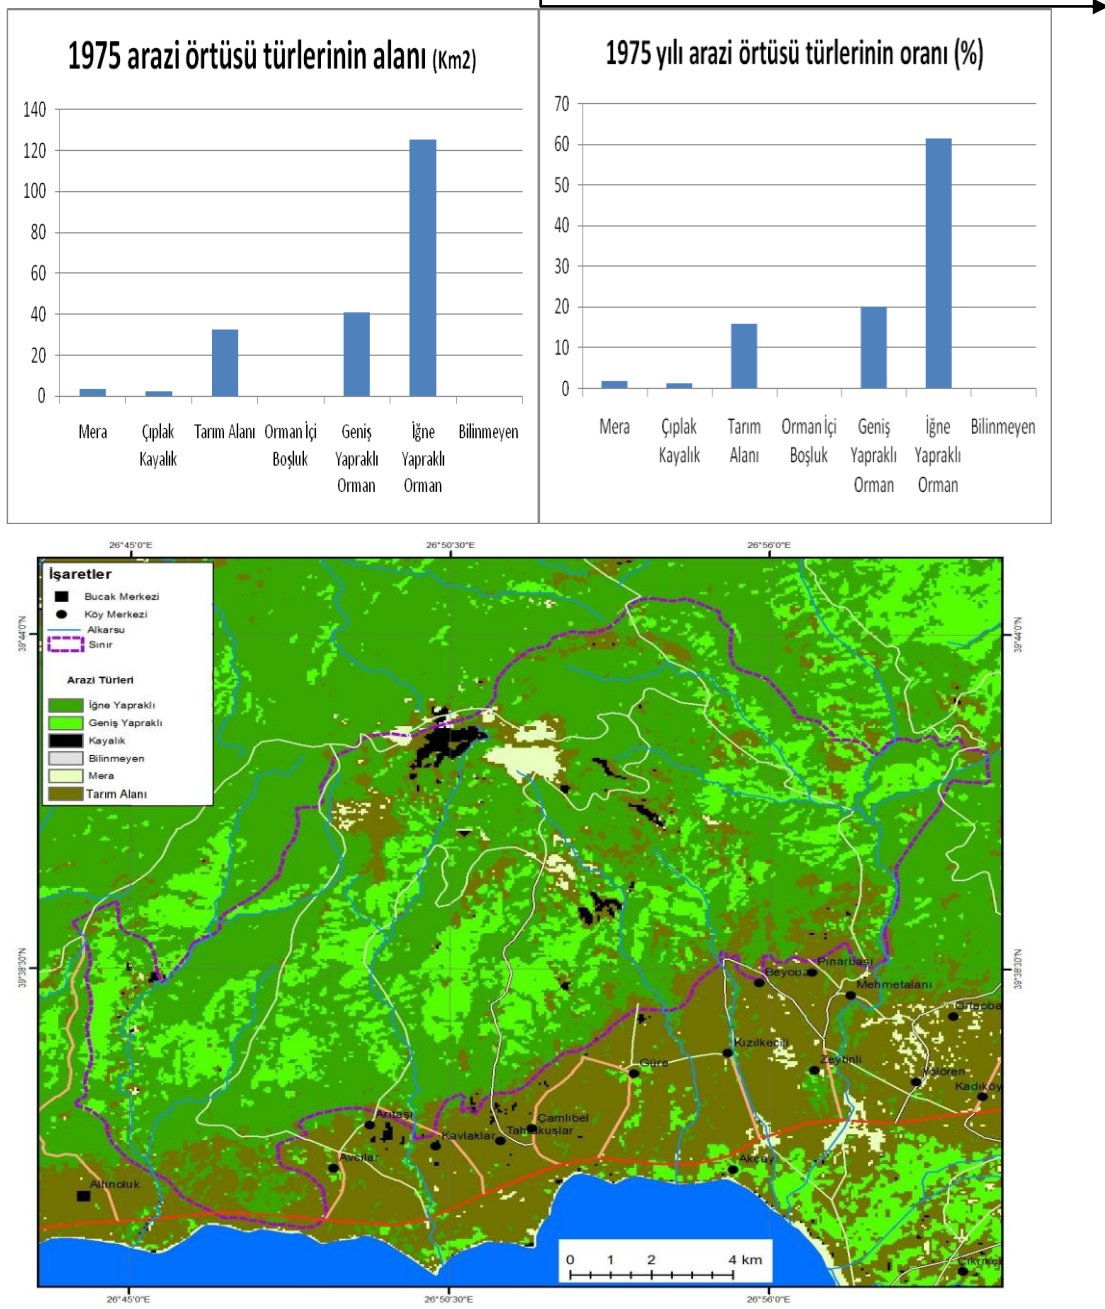 1975 arazi örtüsü türlerinin alanı (Km2)
140
120
100
80
60
40
20
0
Mera
Çıplak
Kayalık
Tarım Alanı
Orman İçi
Boşluk
Geniş
Yapraklı
Orman
İğne
Yapraklı
Orman
Bilinmeyen
1975 yılı arazi örtüsü türlerinin oranı (%)
70
60
50
40
30
20
10
0
Mera
Çıplak
Kayalık
Tarım
Alanı
Orman İçi
Boşluk
Geniş
Yapraklı
Orman
İğne
Yapraklı
Orman
Bilinmeyen
26°45'0"E
26°50'30"E
26°56'0"E
39°44'0"N
39°44'0"N
39°38'30"N
39°38'30"N
İşaretler
Bucak Merkezi
Köy Merkezi
Alkarsu
Sınır
Arazi Türleri
İğne Yapraklı
Geniş Yapraklı
Kayalık
Bilinmeyen
Mera
Tarım Alanı
Pınarbaşı
Beyoba
Mehmetalanı
Ortaoba
Kızılkeçili
Zeytinli
Güre
Yolören
Kadıköy
Arıtaşı
Çamlıbel
Kavlaklar
Tahtakuşlar
Avcılar
Akçay
Altınoluk
Çıkrıkçı
0 1 2 4 km
26°45'0"E
26°50'30"E
26°56'0"E